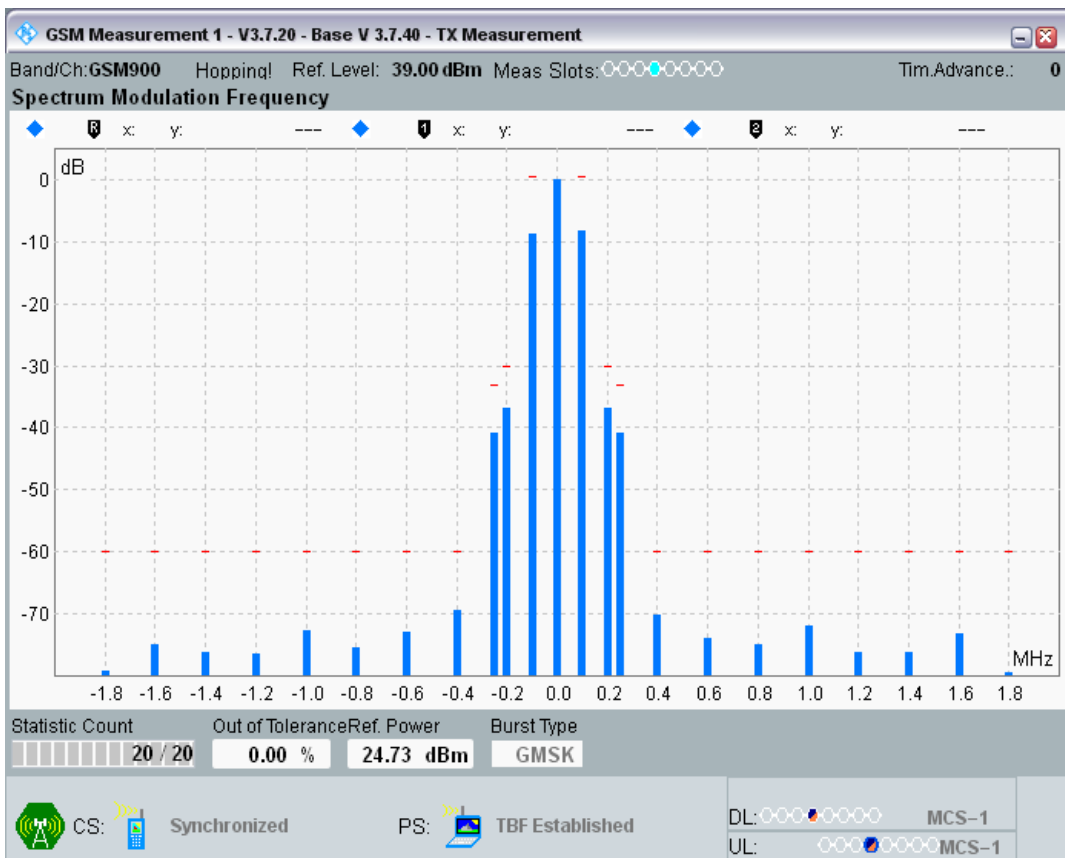 GSM Measurement 1 - V3.7.20 - Base V 3.7.40 - TX Measurement
Band/Ch:GSM900 Hopping! Ref. Level: 39.00 dBm Meas Slots: Tim.Advance.: 0
Spectrum Modulation Frequency
R x: y: --- 1 x: y: --- 2 x: y: ---
dB
0
-10
-20
-30
-40
-50
-60
-70
MHz
-1.8 -1.6 -1.4 -1.2 -1.0 -0.8 -0.6 -0.4 -0.2 0.0 0.2 0.4 0.6 0.8 1.0 1.2 1.4 1.6 1.8
Statistic Count Out of Tolerance Ref. Power Burst Type
20 / 20 0.00 % 24.73 dBm GMSK
CS: Synchronized PS: TBF Established DL: MCS-1
UL: MCS-1